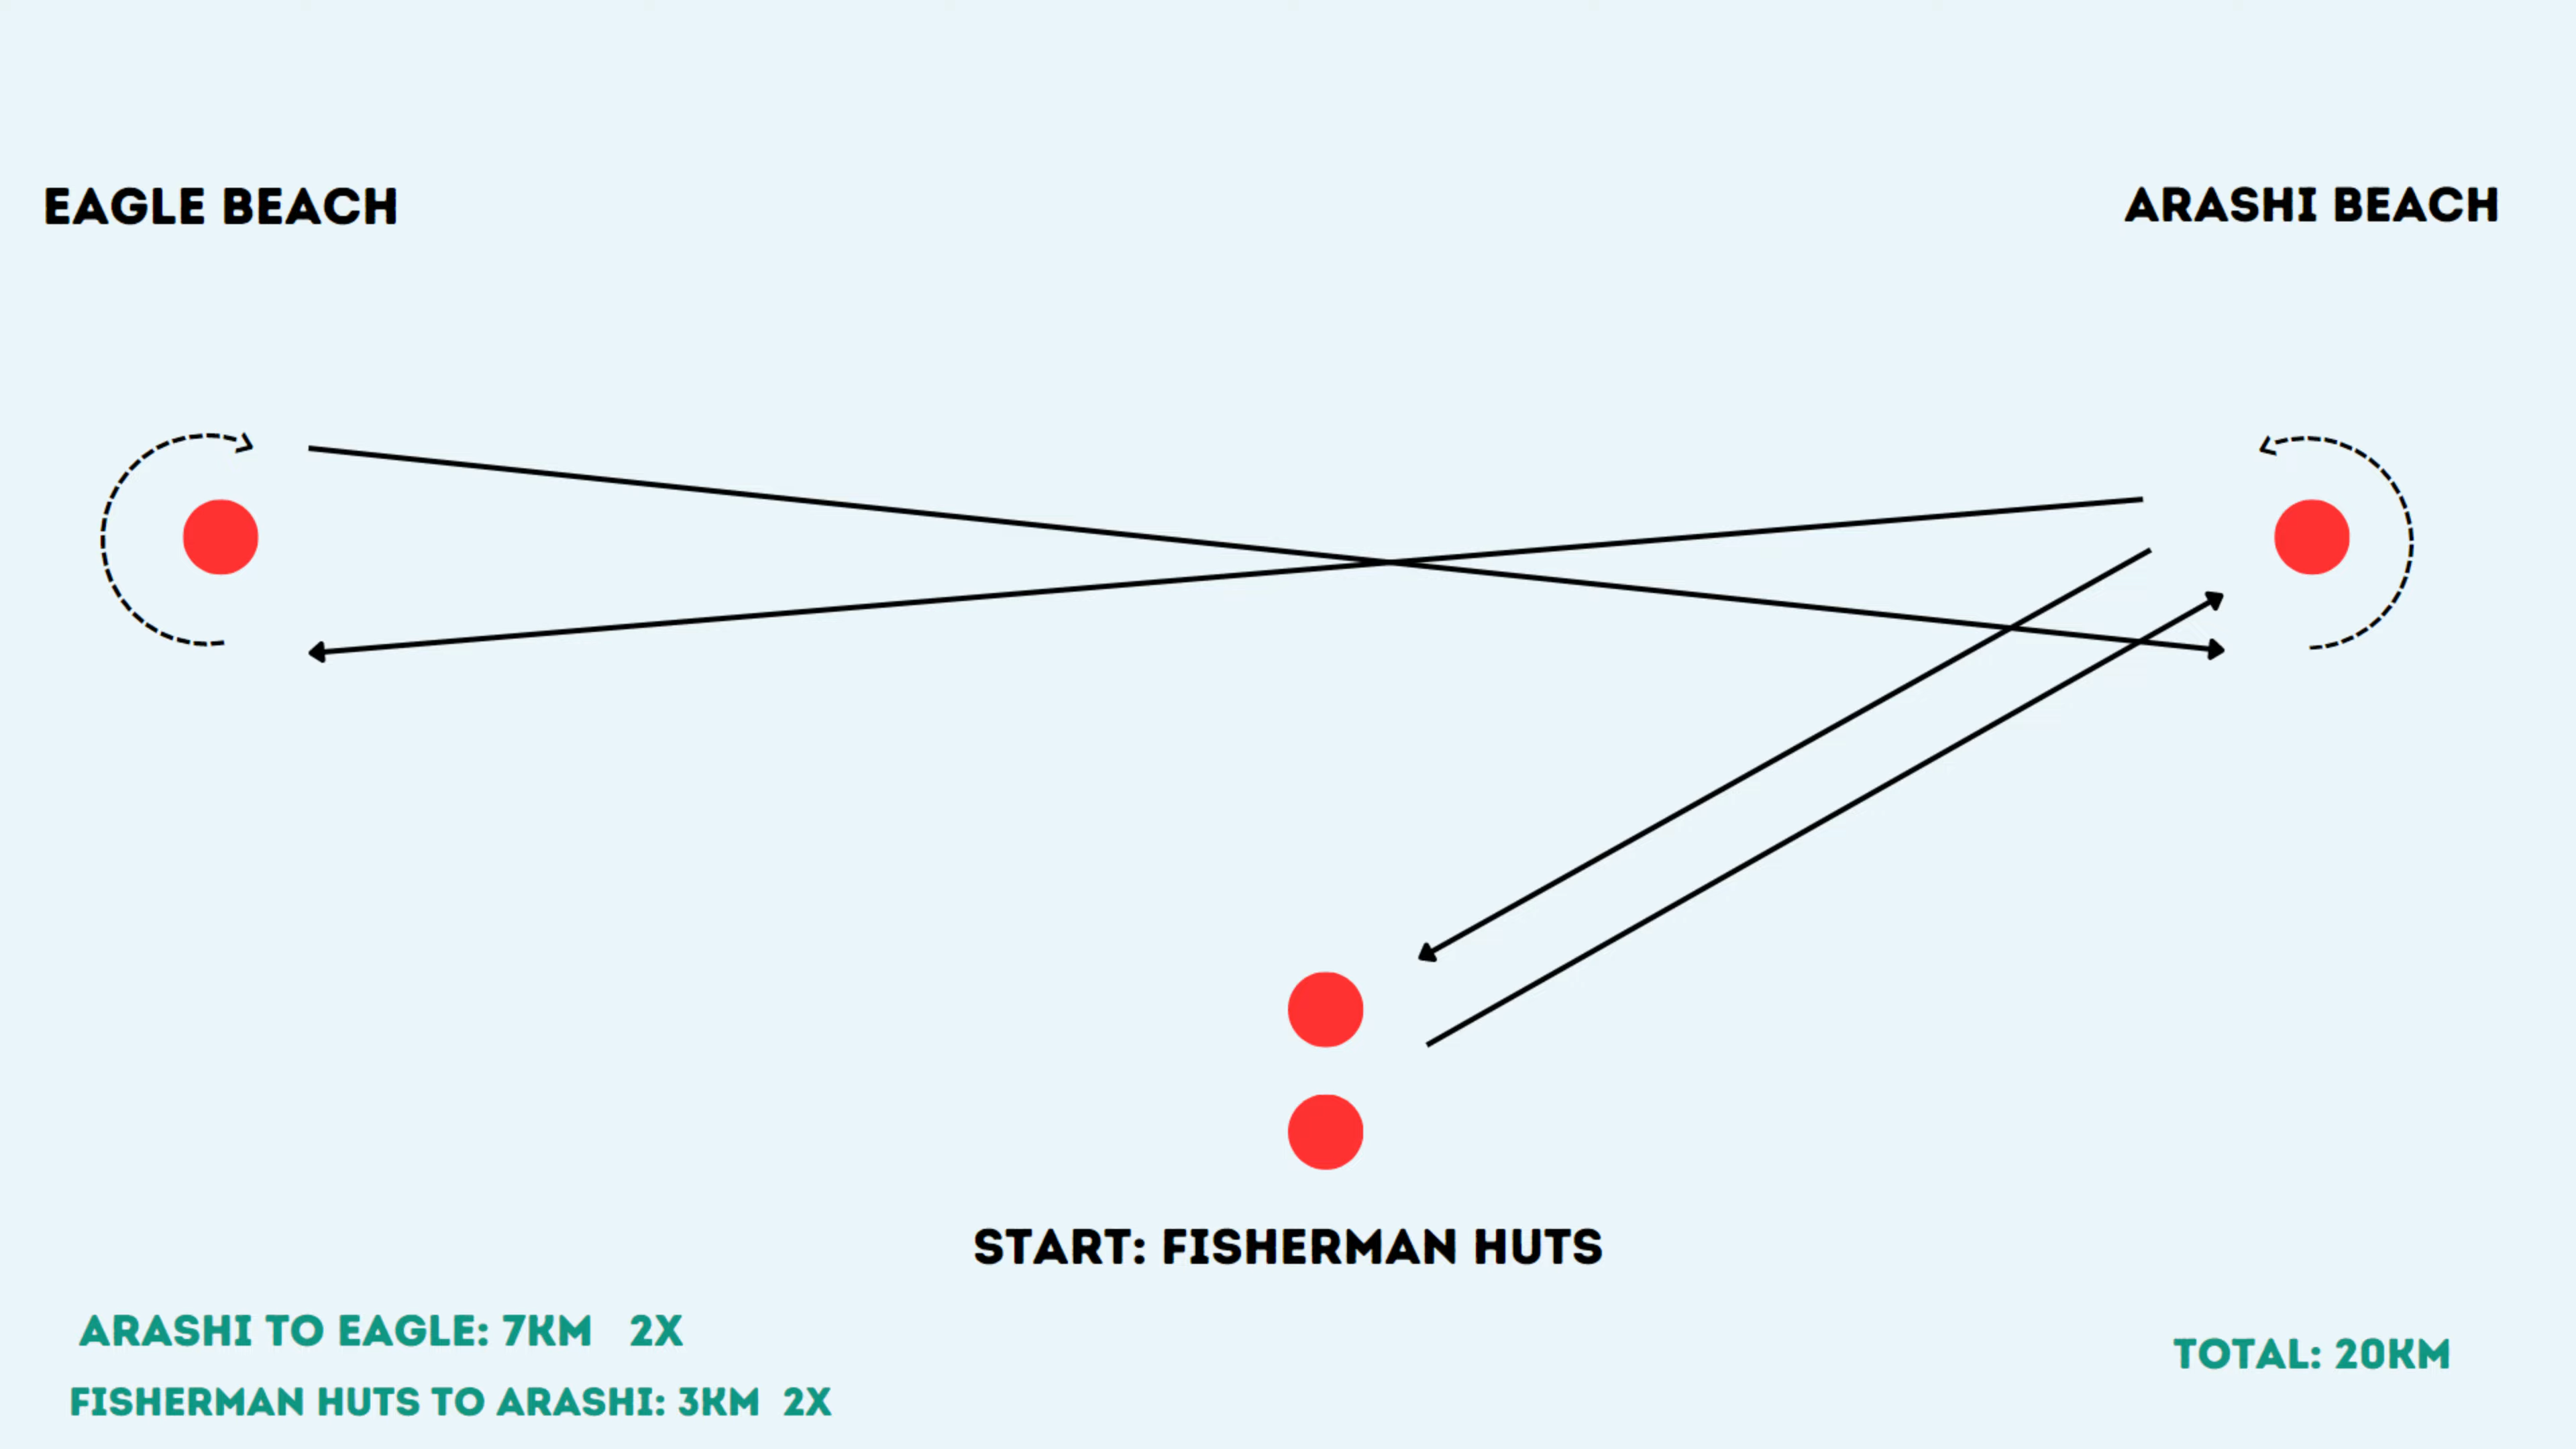 EAGLE BEACH
ARASHI BEACH
START: FISHERMAN HUTS
ARASHI TO EAGLE: 7KM 2X
FISHERMAN HUTS TO ARASHI: 3KM 2X
TOTAL: 20KM